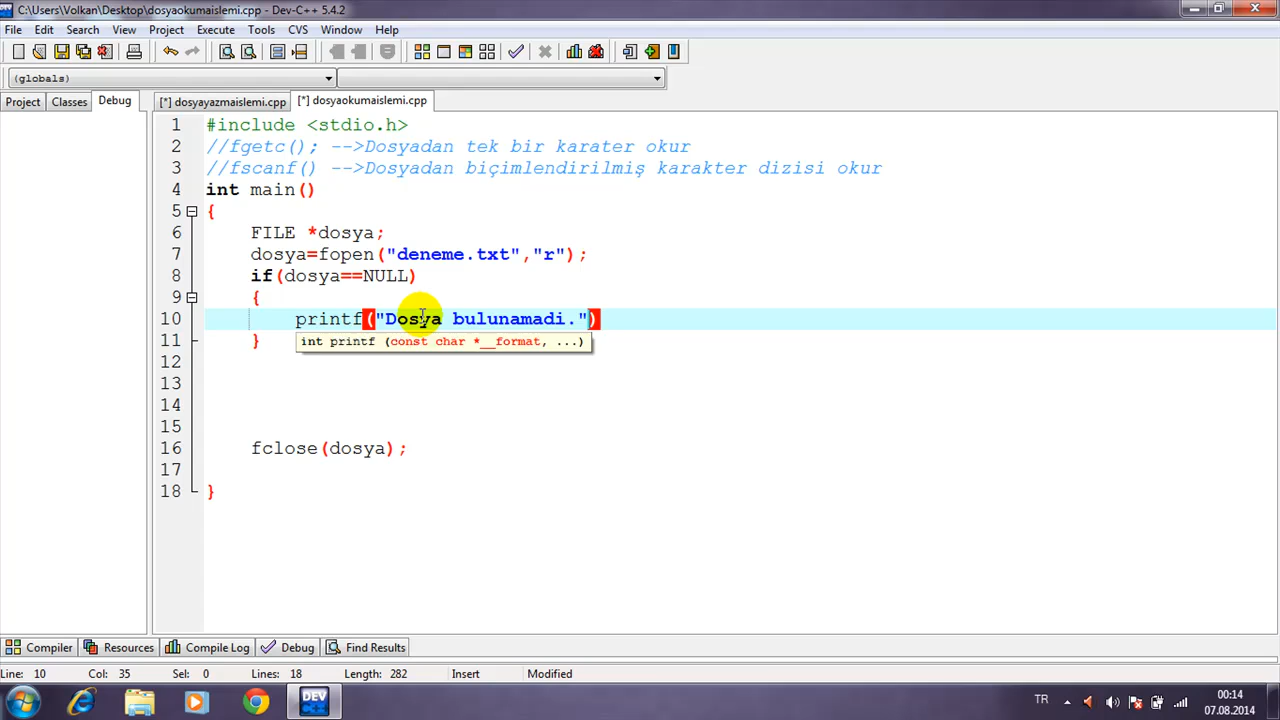 C:\Users\Volkan\Desktop\dosyaokumaislemi.cpp - Dev-C++ 5.4.2
File Edit Search View Project Execute Tools CVS Window Help
(globals)
Project Classes Debug [*] dosyayazmaislemi.cpp [*] dosyaokumaislemi.cpp
1 #include <stdio.h>
2 //fgetc(); -->Dosyadan tek bir karater okur
3 //fscanf() -->Dosyadan biçimlendirilmiş karakter dizisi okur
4 int main()
5 {
6 FILE *dosya;
7 dosya=fopen("deneme.txt","r");
8 if(dosya==NULL)
9 {
10 printf("Dosya bulunamadi.")
11 } int printf (const char *__format, ...)
12
13
14
15
16 fclose(dosya);
17
18 }
Compiler Resources Compile Log Debug Find Results
Line: 10 Col: 35 Sel: 0 Lines: 18 Length: 282 Insert Modified
DEV C++ TR 00:14
07.08.2014